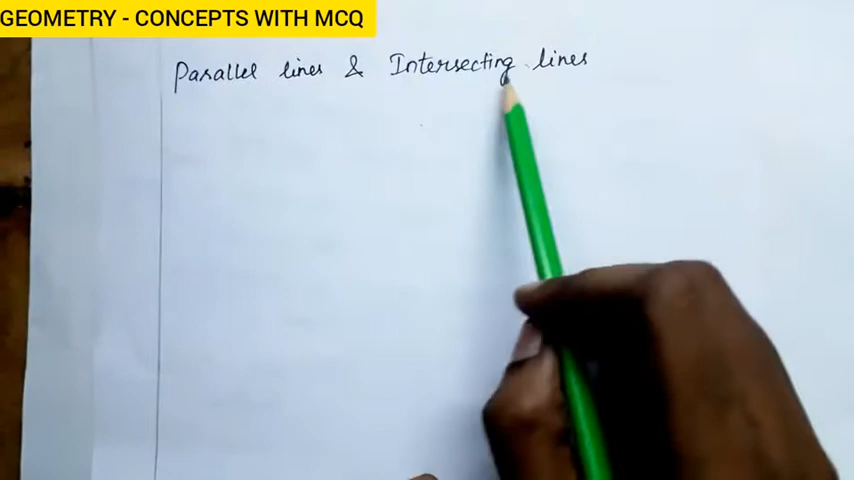 GEOMETRY - CONCEPTS WITH MCQ
Parallel lines & Intersecting lines